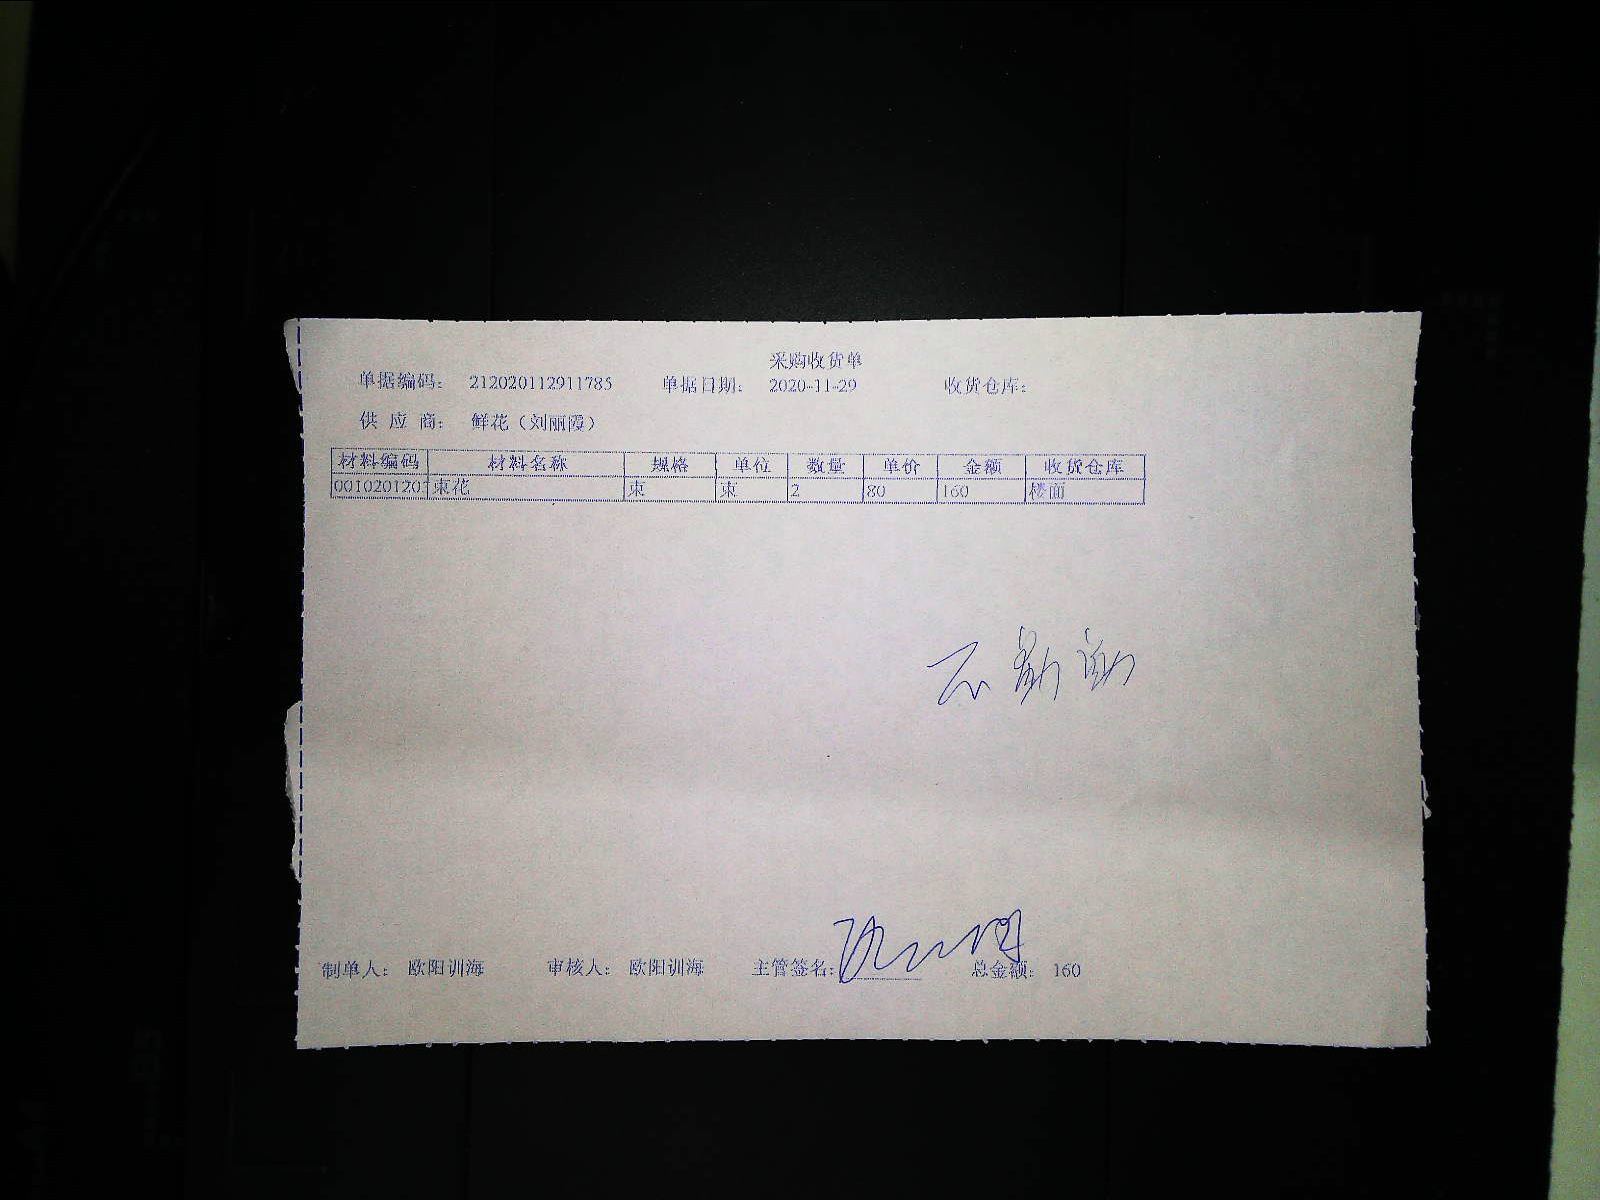 采购收货单
单据编码： 212020112911785 单据日期： 2020-11-29 收货仓库：
供 应 商： 鲜花（刘丽霞）
材料编码 材料名称 规格 单位 数量 单价 金额 收货仓库
0010201207 束花 束 束 2 80 160 楼面
制单人： 欧阳训海 审核人： 欧阳训海 主管签名： 总金额： 160